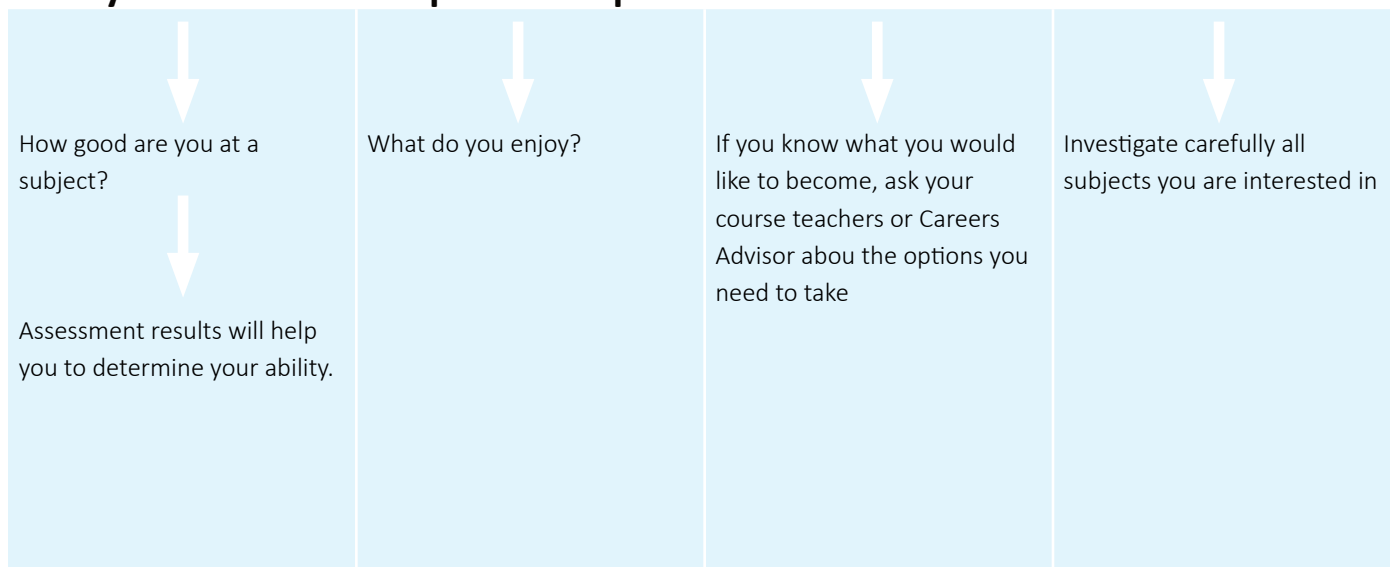 How good are you at a
subject?
Assessment results will help
you to determine your ability.
What do you enjoy?
If you know what you would
like to become, ask your
course teachers or Careers
Advisor abou the options you
need to take
Investigate carefully all
subjects you are interested in